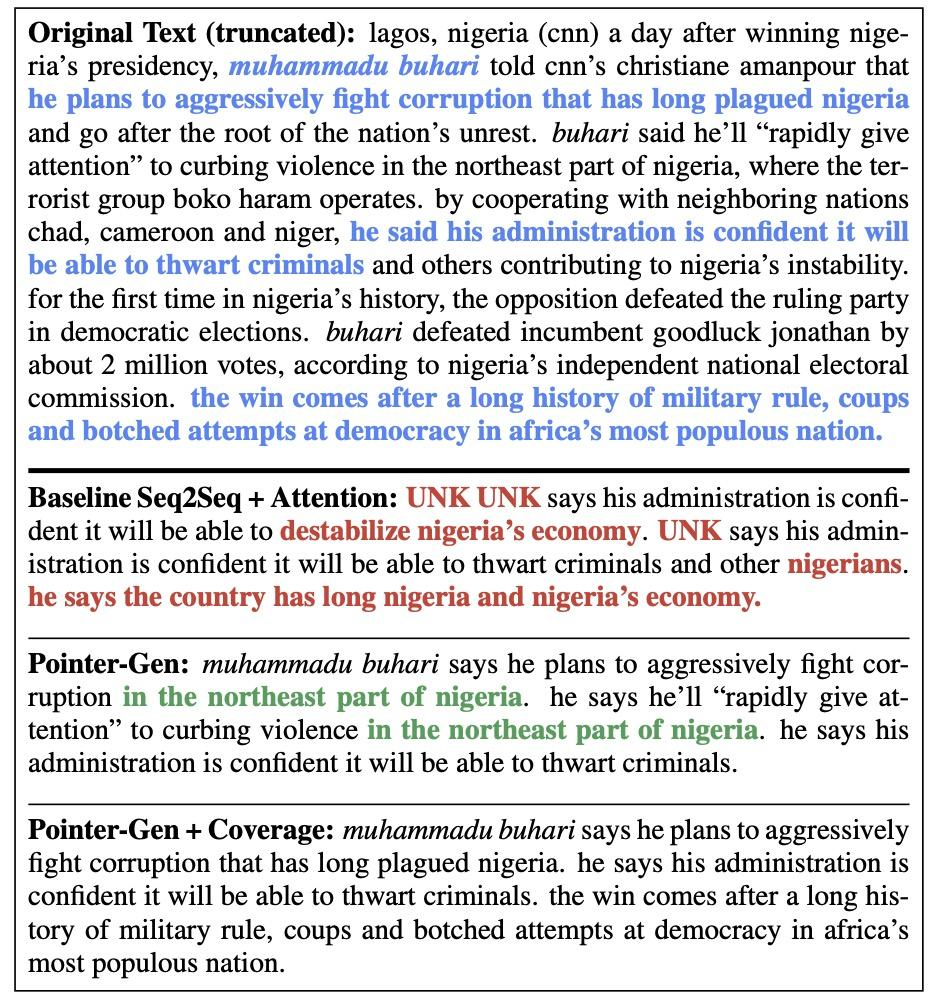 Original Text (truncated): lagos, nigeria (cnn) a day after winning nige-
ria’s presidency, muhammadu buhari told cnn’s christiane amanpour that
he plans to aggressively fight corruption that has long plagued nigeria
and go after the root of the nation’s unrest. buhari said he’ll “rapidly give
attention” to curbing violence in the northeast part of nigeria, where the ter-
rorist group boko haram operates. by cooperating with neighboring nations
chad, cameroon and niger, he said his administration is confident it will
be able to thwart criminals and others contributing to nigeria’s instability.
for the first time in nigeria’s history, the opposition defeated the ruling party
in democratic elections. buhari defeated incumbent goodluck jonathan by
about 2 million votes, according to nigeria’s independent national electoral
commission. the win comes after a long history of military rule, coups
and botched attempts at democracy in africa’s most populous nation.
Baseline Seq2Seq + Attention: UNK UNK says his administration is confi-
dent it will be able to destabilize nigeria’s economy. UNK says his admin-
istration is confident it will be able to thwart criminals and other nigerians.
he says the country has long nigeria and nigeria’s economy.
Pointer-Gen: muhammadu buhari says he plans to aggressively fight cor-
ruption in the northeast part of nigeria. he says he’ll “rapidly give at-
tention” to curbing violence in the northeast part of nigeria. he says his
administration is confident it will be able to thwart criminals.
Pointer-Gen + Coverage: muhammadu buhari says he plans to aggressively
fight corruption that has long plagued nigeria. he says his administration is
confident it will be able to thwart criminals. the win comes after a long his-
tory of military rule, coups and botched attempts at democracy in africa’s
most populous nation.